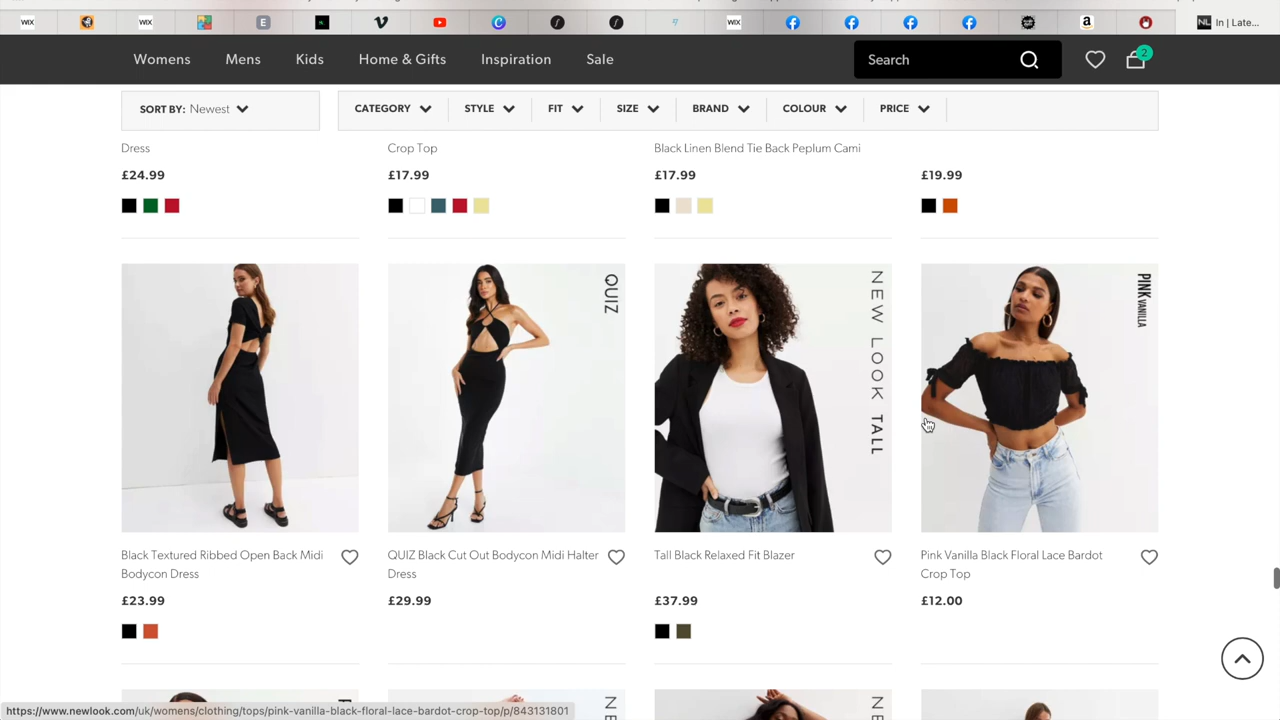 WIX
WIX
E
WIX
a
NL In | Late...
Womens Mens Kids Home & Gifts Inspiration Sale Search 2
SORT BY: Newest CATEGORY STYLE FIT SIZE BRAND COLOUR PRICE
Dress
£24.99
Crop Top
£17.99
Black Linen Blend Tie Back Peplum Cami
£17.99
£19.99
QUIZ
NEW LOOK TALL
PINK VANILLA
Black Textured Ribbed Open Back Midi
Bodycon Dress
£23.99
QUIZ Black Cut Out Bodycon Midi Halter
Dress
£29.99
Tall Black Relaxed Fit Blazer
£37.99
Pink Vanilla Black Floral Lace Bardot
Crop Top
£12.00
https://www.newlook.com/uk/womens/clothing/tops/pink-vanilla-black-floral-lace-bardot-crop-top/p/843131801